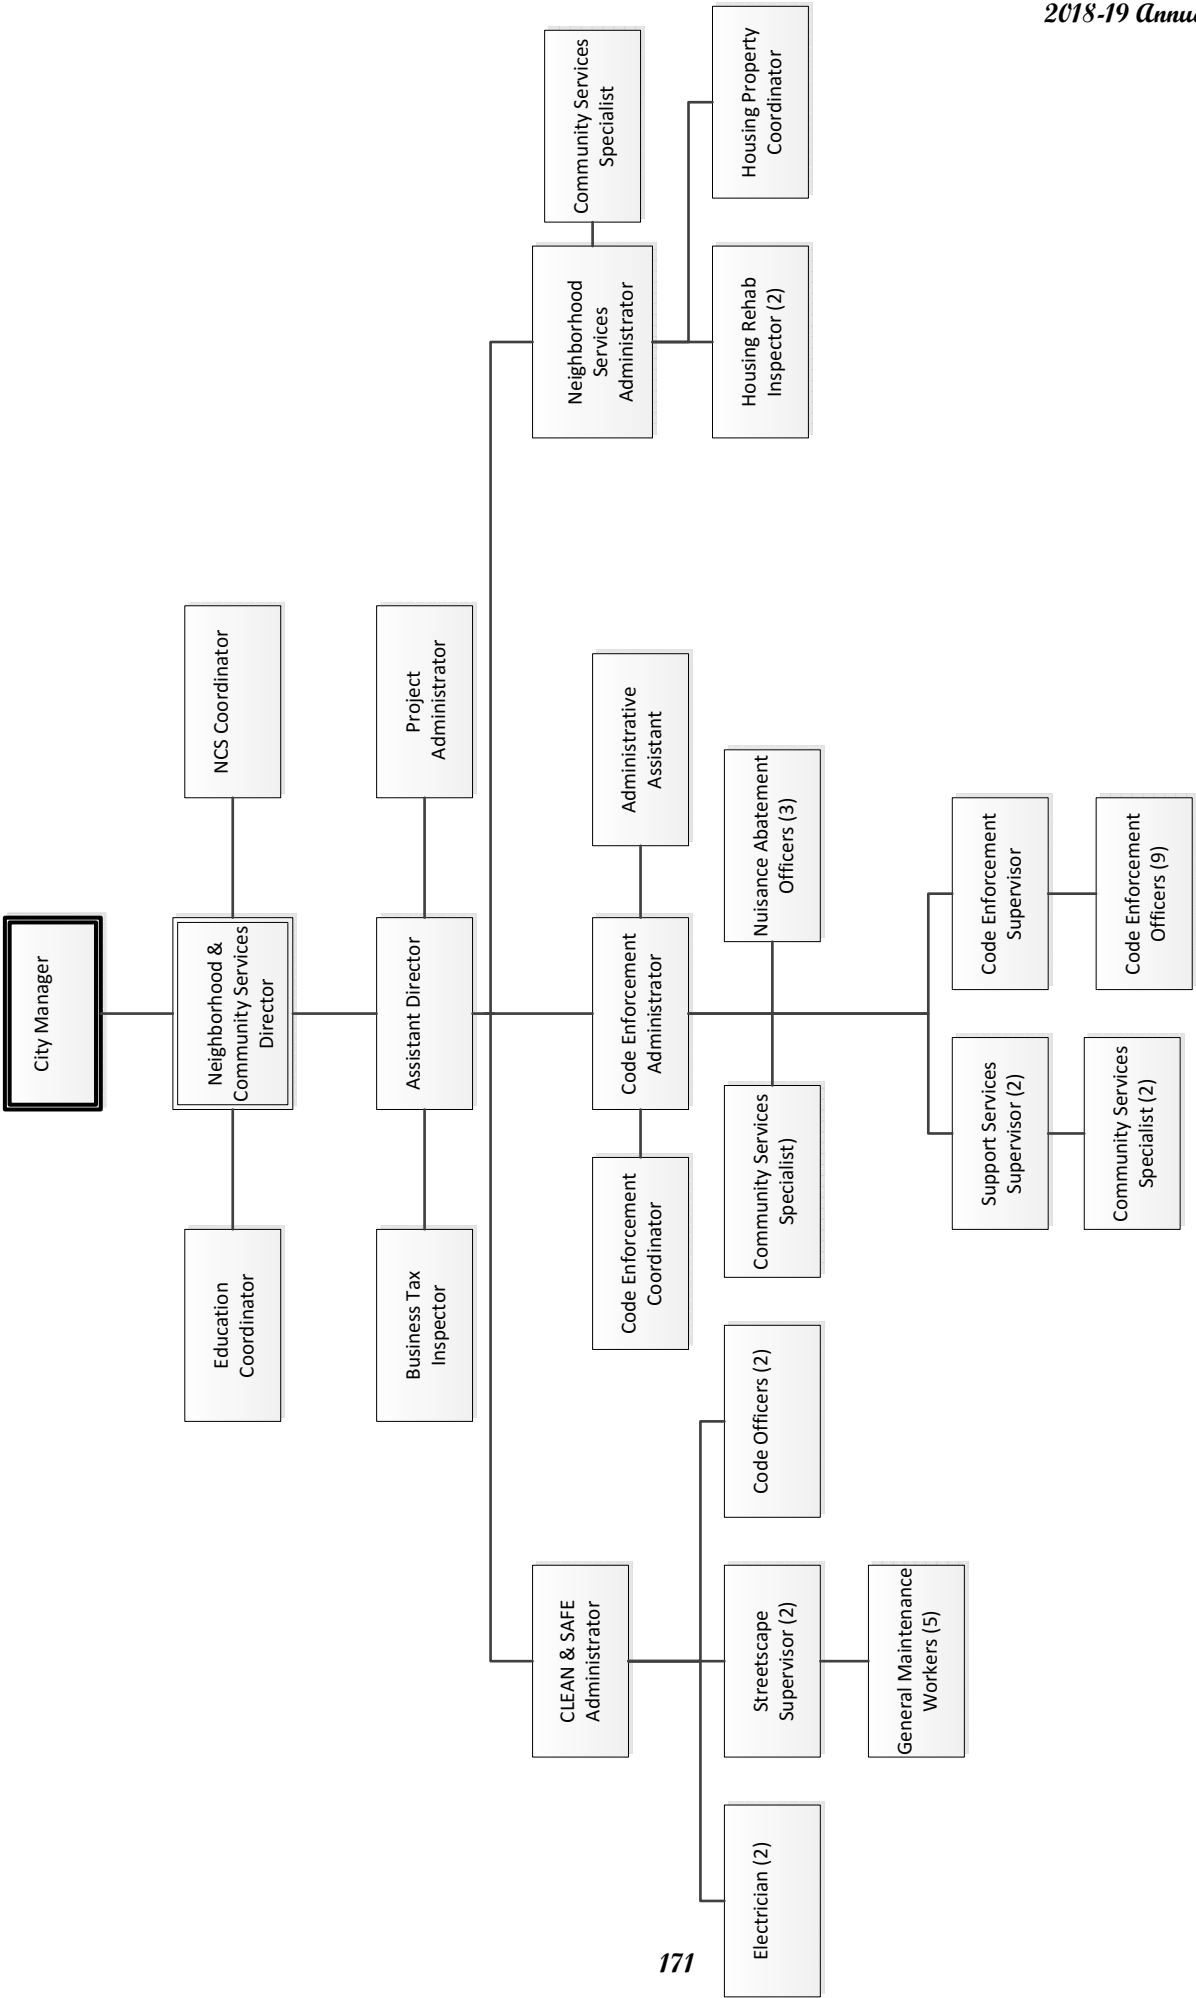 2018-19 Annu
City Manager
Education
Coordinator
Neighborhood &
Community Services
Director
NCS Coordinator
Business Tax
Inspector
Assistant Director
Project
Administrator
CLEAN & SAFE
Administrator
Neighborhood
Services
Administrator
Community Services
Specialist
Code Enforcement
Coordinator
Code Enforcement
Administrator
Administrative
Assistant
Electrician (2)
Streetscape
Supervisor (2)
Code Officers (2)
Community Services
Specialist)
Nuisance Abatement
Officers (3)
Housing Rehab
Inspector (2)
Housing Property
Coordinator
General Maintenance
Workers (5)
Support Services
Supervisor (2)
Code Enforcement
Supervisor
Community Services
Specialist (2)
Code Enforcement
Officers (9)
171